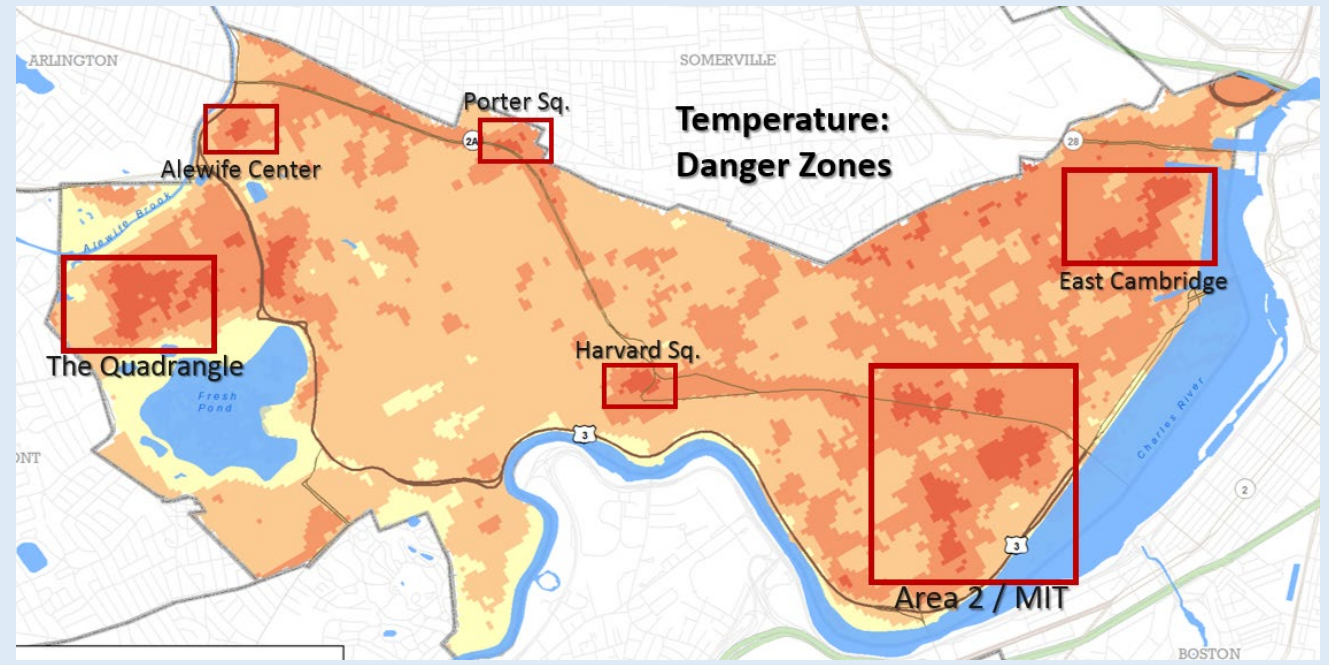 ARLINGTON
SOMERVILLE
Porter Sq.
Temperature:
Danger Zones
2A
28
Alewife Center
Alewife Brook
East Cambridge
The Quadrangle
Harvard Sq.
Fresh
Pond
3
Charles River
ONT
2
3
Area 2 / MIT
BOSTON